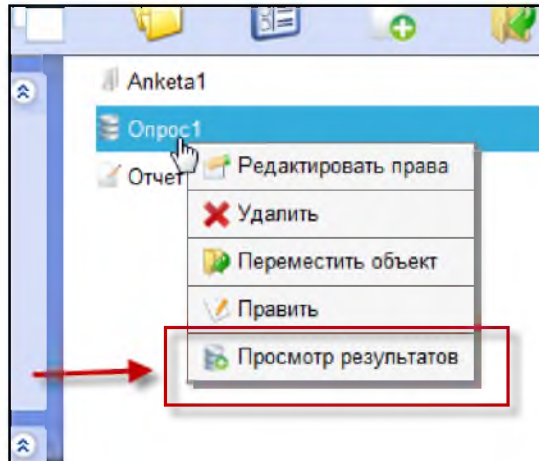 Anketa1
Опрос1
Отчет
Редактировать права
Удалить
Переместить объект
Править
Просмотр результатов